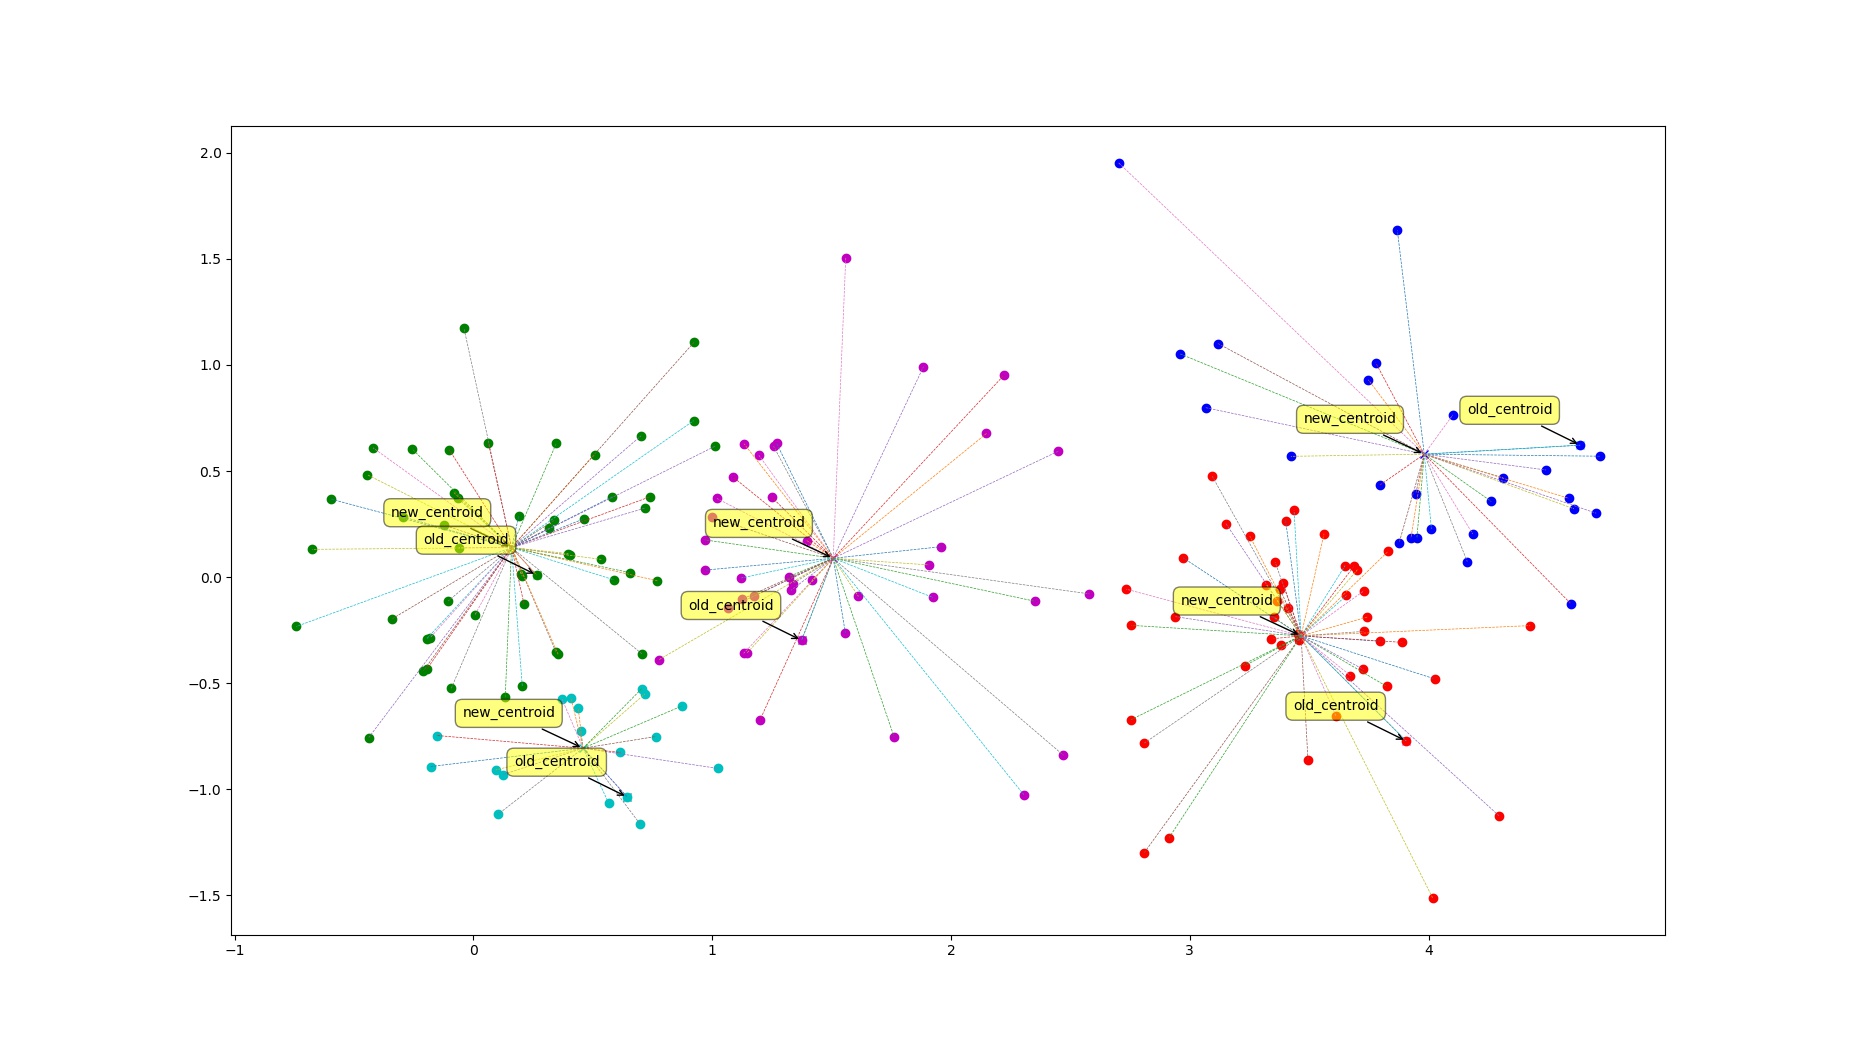 2.0
1.5
1.0
0.5
0.0
−0.5
−1.0
−1.5
−1
0
1
2
3
4
old_centroid
new_centroid
new_centroid
new_centroid
old_centroid
new_centroid
old_centroid
old_centroid
new_centroid
old_centroid